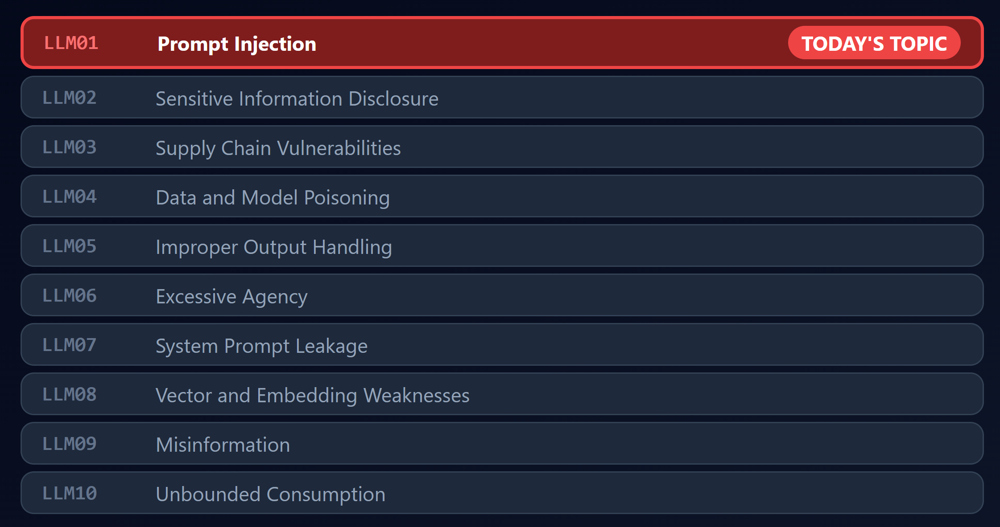 LLM01 Prompt Injection TODAY'S TOPIC
LLM02 Sensitive Information Disclosure
LLM03 Supply Chain Vulnerabilities
LLM04 Data and Model Poisoning
LLM05 Improper Output Handling
LLM06 Excessive Agency
LLM07 System Prompt Leakage
LLM08 Vector and Embedding Weaknesses
LLM09 Misinformation
LLM10 Unbounded Consumption